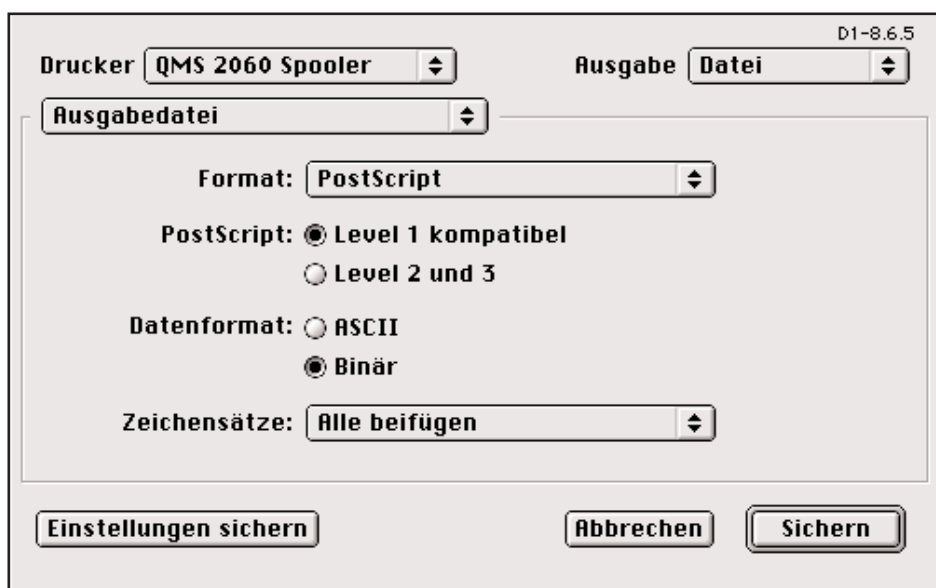 D1-8.6.5
Drucker QMS 2060 Spooler Ausgabe Datei
Ausgabedatei
Format: PostScript
PostScript: Level 1 kompatibel
Level 2 und 3
Datenformat: ASCII
Binär
Zeichensätze: Alle beifügen
Einstellungen sichern Abbrechen Sichern